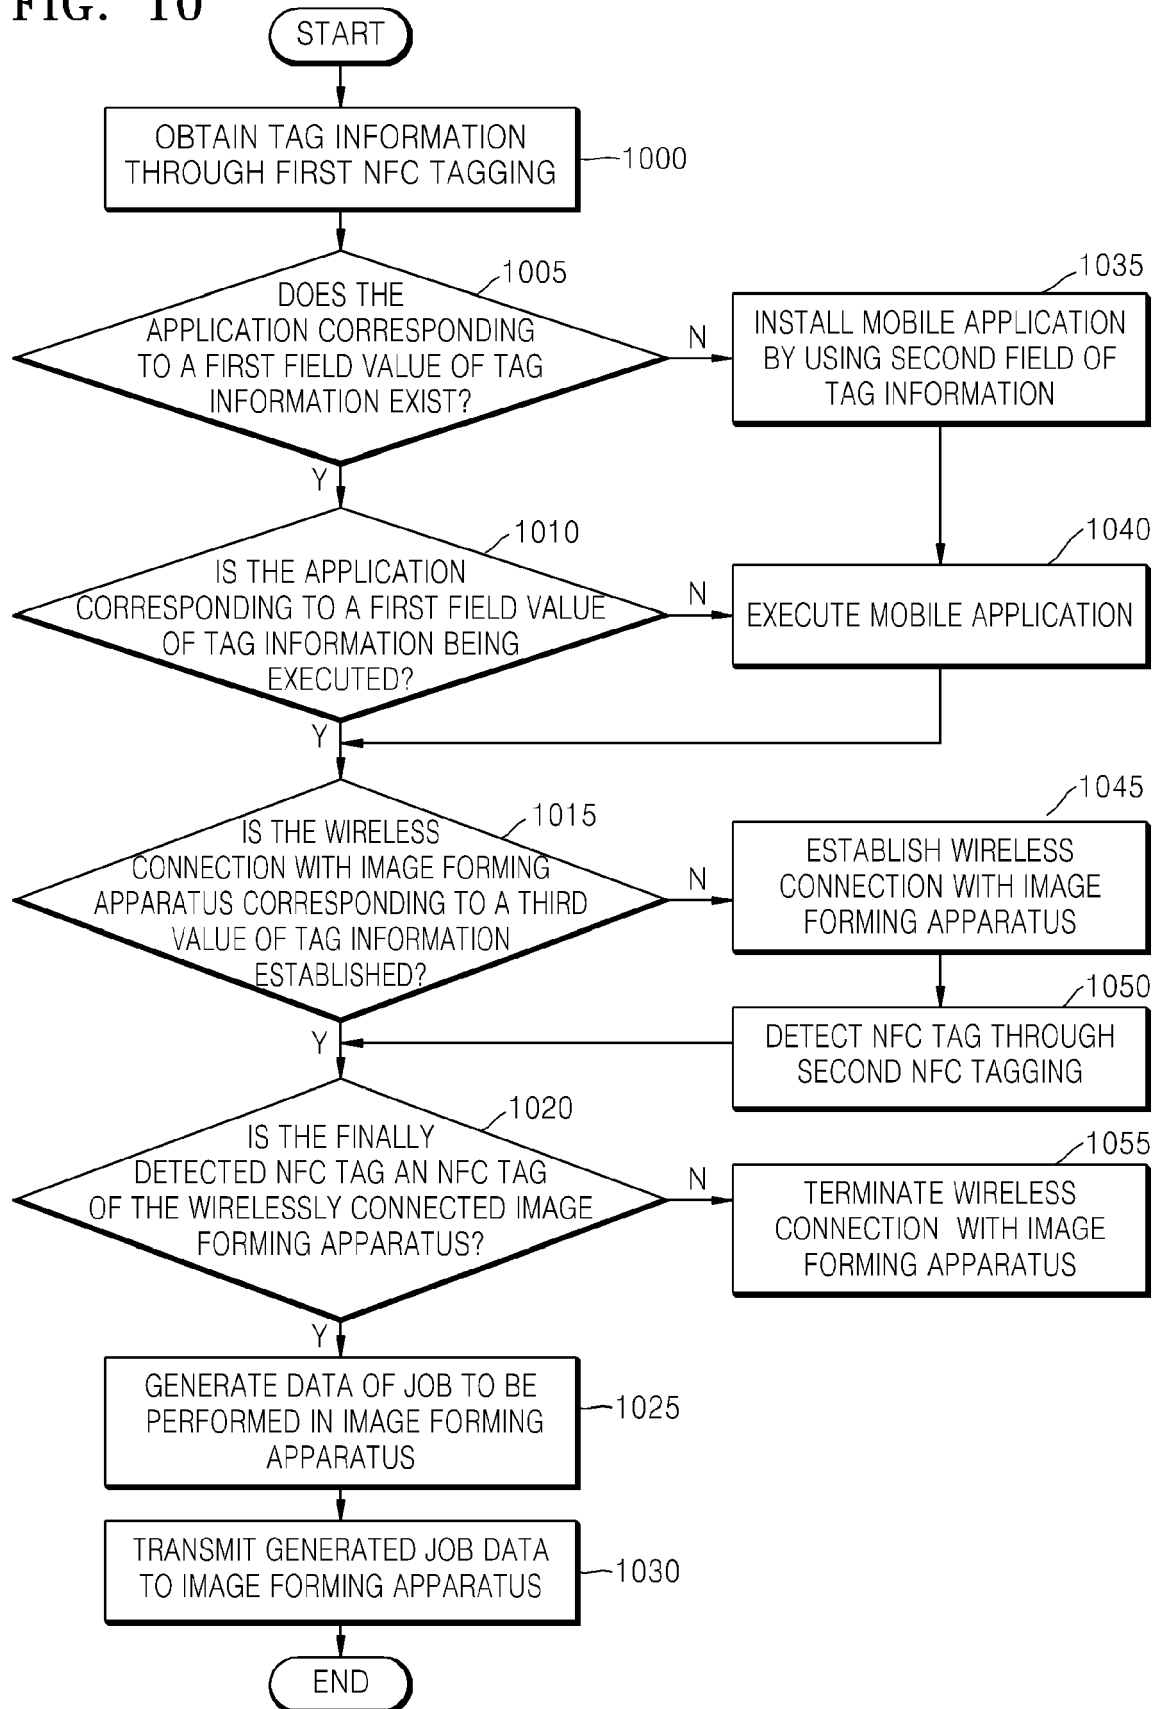 FIG. 10
START
OBTAIN TAG INFORMATION
THROUGH FIRST NFC TAGGING
1000
1005
DOES THE
APPLICATION CORRESPONDING
TO A FIRST FIELD VALUE OF TAG
INFORMATION EXIST?
N
Y
1035
INSTALL MOBILE APPLICATION
BY USING SECOND FIELD OF
TAG INFORMATION
1010
IS THE APPLICATION
CORRESPONDING TO A FIRST FIELD VALUE
OF TAG INFORMATION BEING
EXECUTED?
N
Y
1040
EXECUTE MOBILE APPLICATION
1015
IS THE WIRELESS
CONNECTION WITH IMAGE FORMING
APPARATUS CORRESPONDING TO A THIRD
VALUE OF TAG INFORMATION
ESTABLISHED?
N
Y
1045
ESTABLISH WIRELESS
CONNECTION WITH IMAGE
FORMING APPARATUS
1050
DETECT NFC TAG THROUGH
SECOND NFC TAGGING
1020
IS THE FINALLY
DETECTED NFC TAG AN NFC TAG
OF THE WIRELESSLY CONNECTED IMAGE
FORMING APPARATUS?
N
Y
1055
TERMINATE WIRELESS
CONNECTION WITH IMAGE
FORMING APPARATUS
GENERATE DATA OF JOB TO BE
PERFORMED IN IMAGE FORMING
APPARATUS
1025
TRANSMIT GENERATED JOB DATA
TO IMAGE FORMING APPARATUS
1030
END